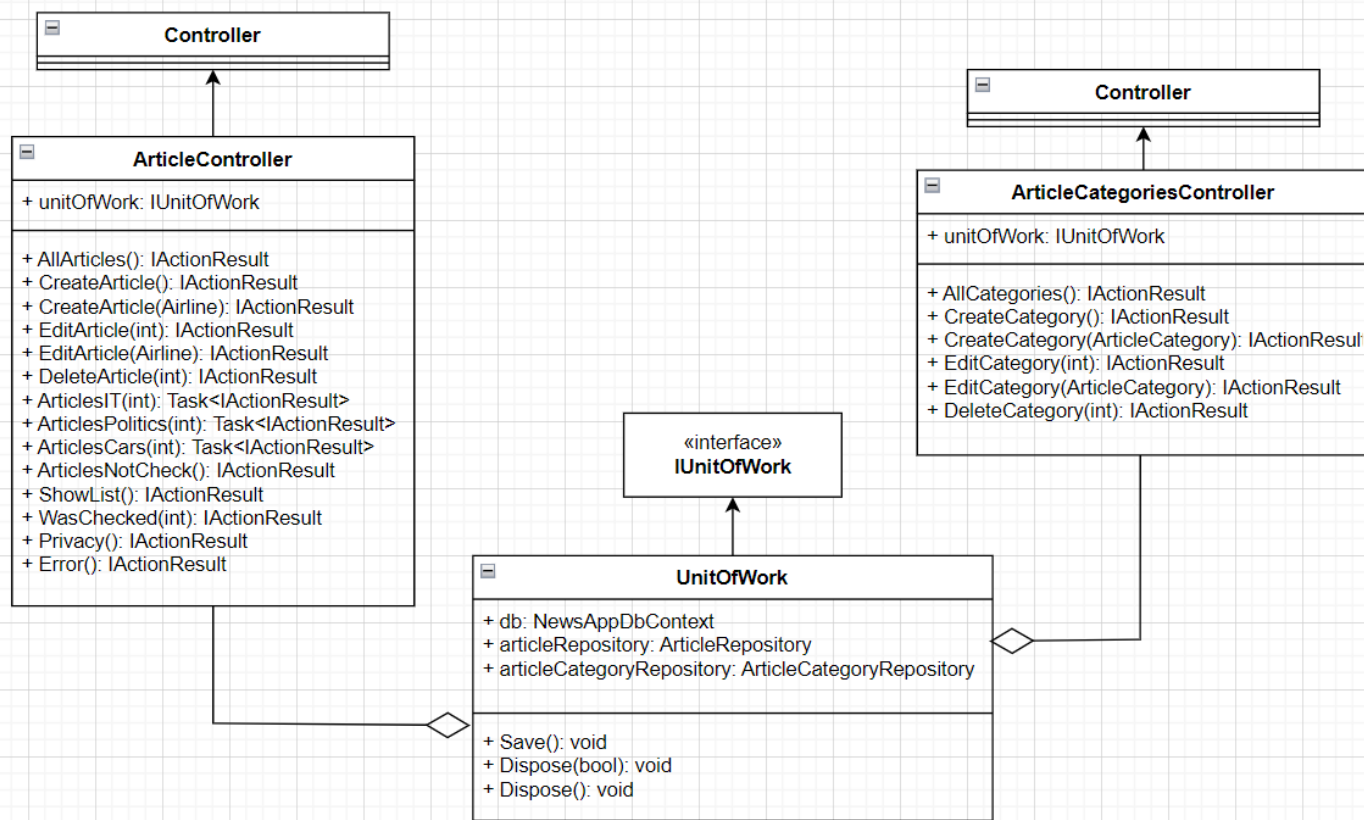 Controller
ArticleController
+ unitOfWork: IUnitOfWork
+ AllArticles(): IActionResult
+ CreateArticle(): IActionResult
+ CreateArticle(Airline): IActionResult
+ EditArticle(int): IActionResult
+ EditArticle(Airline): IActionResult
+ DeleteArticle(int): IActionResult
+ ArticlesIT(int): Task<IActionResult>
+ ArticlesPolitics(int): Task<IActionResult>
+ ArticlesCars(int): Task<IActionResult>
+ ArticlesNotCheck(): IActionResult
+ ShowList(): IActionResult
+ WasChecked(int): IActionResult
+ Privacy(): IActionResult
+ Error(): IActionResult
Controller
ArticleCategoriesController
+ unitOfWork: IUnitOfWork
+ AllCategories(): IActionResult
+ CreateCategory(): IActionResult
+ CreateCategory(ArticleCategory): IActionResult
+ EditCategory(int): IActionResult
+ EditCategory(ArticleCategory): IActionResult
+ DeleteCategory(int): IActionResult
«interface»
IUnitOfWork
UnitOfWork
+ db: NewsAppDbContext
+ articleRepository: ArticleRepository
+ articleCategoryRepository: ArticleCategoryRepository
+ Save(): void
+ Dispose(bool): void
+ Dispose(): void